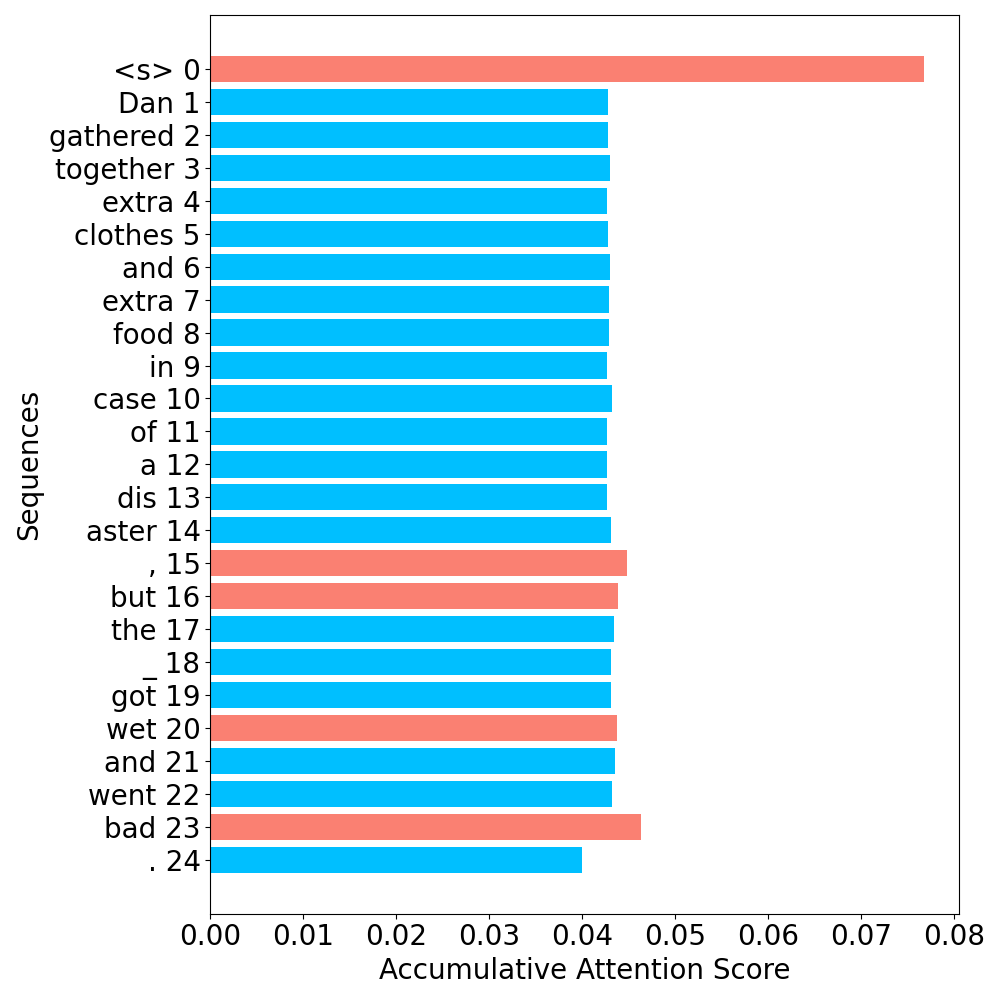 <s> 0
Dan 1
gathered 2
together 3
extra 4
clothes 5
and 6
extra 7
food 8
in 9
case 10
of 11
a 12
dis 13
aster 14
, 15
but 16
the 17
_ 18
got 19
wet 20
and 21
went 22
bad 23
. 24
Sequences
0.00 0.01 0.02 0.03 0.04 0.05 0.06 0.07 0.08
Accumulative Attention Score